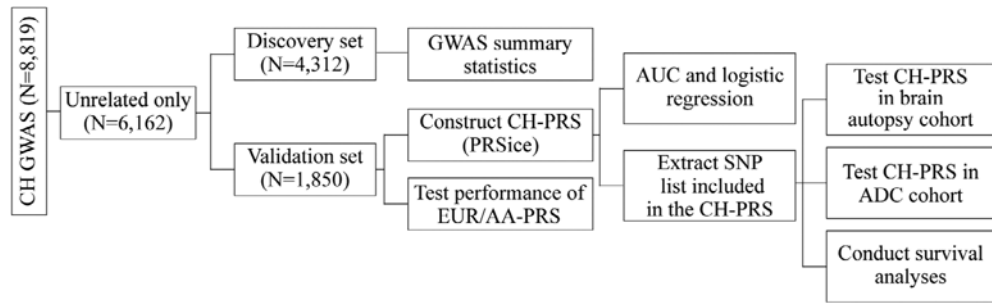 CH GWAS (N=8,819)
Unrelated only
(N=6,162)
Discovery set
(N=4,312)
Validation set
(N=1,850)
GWAS summary
statistics
Construct CH-PRS
(PRSice)
Test performance of
EUR/AA-PRS
AUC and logistic
regression
Extract SNP
list included
in the CH-PRS
Test CH-PRS
in brain
autopsy cohort
Test CH-PRS in
ADC cohort
Conduct survival
analyses